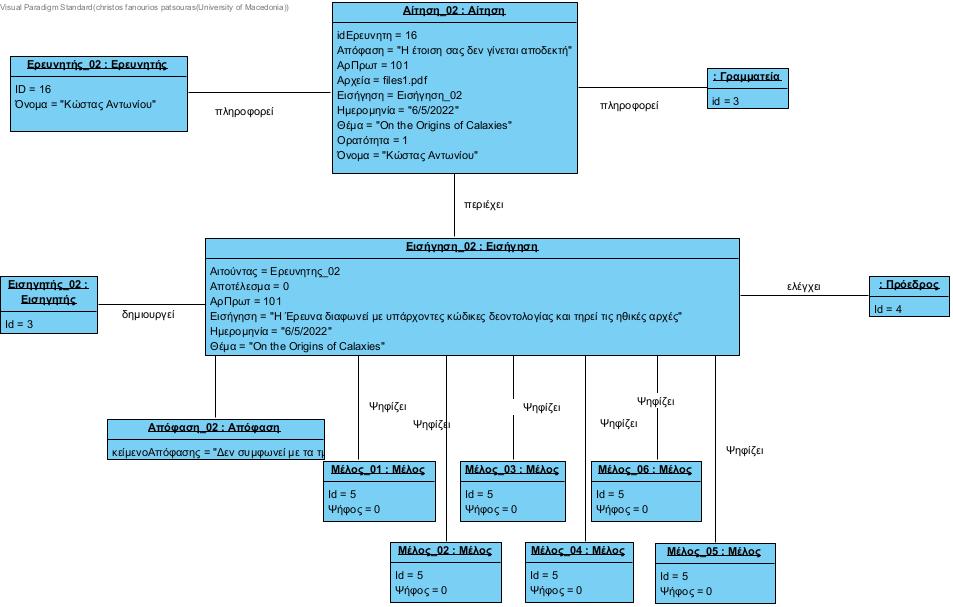 Visual Paradigm Standard(christos fanourios patsouras(University of Macedonia))
Αίτηση_02 : Αίτηση
idΕρευνητη = 16
Απόφαση = "Η έτοιση σας δεν γίνεται αποδεκτή"
ΑρΠρωτ = 101
Αρχεία = files1.pdf
Εισήγηση = Εισήγηση_02
Ημερομηνία = "6/5/2022"
Θέμα = "On the Origins of Calaxies"
Ορατότητα = 1
Όνομα = "Κώστας Αντωνίου"
Ερευνητής_02 : Ερευνητής
ID = 16
Όνομα = "Κώστας Αντωνίου"
πληροφορεί
: Γραμματεία
id = 3
πληροφορεί
περιέχει
Εισήγηση_02 : Εισήγηση
Αιτούντας = Ερευνητης_02
Αποτέλεσμα = 0
ΑρΠρωτ = 101
Εισήγηση = "Η Έρευνα διαφωνεί με υπάρχοντες κώδικες δεοντολογίας και τηρεί τις ηθικές αρχές"
Ημερομηνία = "6/5/2022"
Θέμα = "On the Origins of Calaxies"
Εισηγητής_02 :
Εισηγητής
Id = 3
δημιουργεί
ελέγχει
: Πρόεδρος
Id = 4
Απόφαση_02 : Απόφαση
κείμενοΑπόφασης = "Δεν συμφωνεί με τα
Ψηφίζει
Ψηφίζει
Ψηφίζει
Ψηφίζει
Ψηφίζει
Ψηφίζει
Μέλος_01 : Μέλος
Id = 5
Ψήφος = 0
Μέλος_03 : Μέλος
Id = 5
Ψήφος = 0
Μέλος_06 : Μέλος
Id = 5
Ψήφος = 0
Μέλος_02 : Μέλος
Id = 5
Ψήφος = 0
Μέλος_04 : Μέλος
Id = 5
Ψήφος = 0
Μέλος_05 : Μέλος
Id = 5
Ψήφος = 0